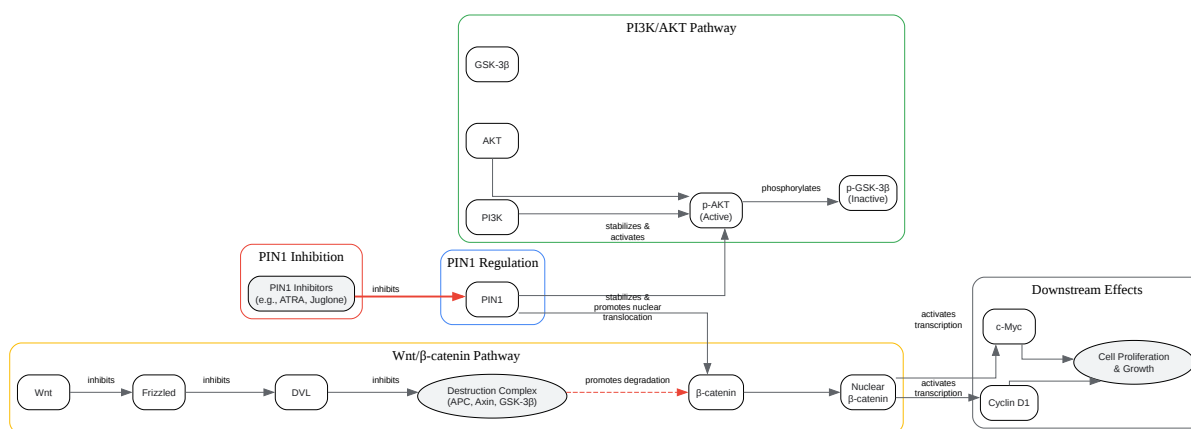 PI3K/AKT Pathway
GSK-3β
AKT
PI3K
p-AKT
(Active)
phosphorylates
p-GSK-3β
(Inactive)
stabilizes &
activates
PIN1 Inhibition
PIN1 Inhibitors
(e.g., ATRA, Juglone)
inhibits
PIN1 Regulation
PIN1
stabilizes &
promotes nuclear
translocation
Wnt/β-catenin Pathway
Wnt
inhibits
Frizzled
inhibits
DVL
inhibits
Destruction Complex
(APC, Axin, GSK-3β)
promotes degradation
β-catenin
Nuclear
β-catenin
activates
transcription
activates
transcription
Downstream Effects
c-Myc
Cyclin D1
Cell Proliferation
& Growth